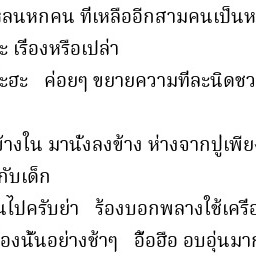 ลนหกคน ที่เหลืออีกสามคนเป็นห
ะ เรื่องหรือเปล่า
ะฮะ ค่อยๆ ขยายความทีละนิดชว
ข้างใน มานั่งลงข้าง ห่างจากปูเพีย
กับเด็ก
นไปครับย่า ร้องบอกพลางใช้เครื่อ
องนั้นอย่างช้าๆ อื้อฮือ อบอุ่นมา